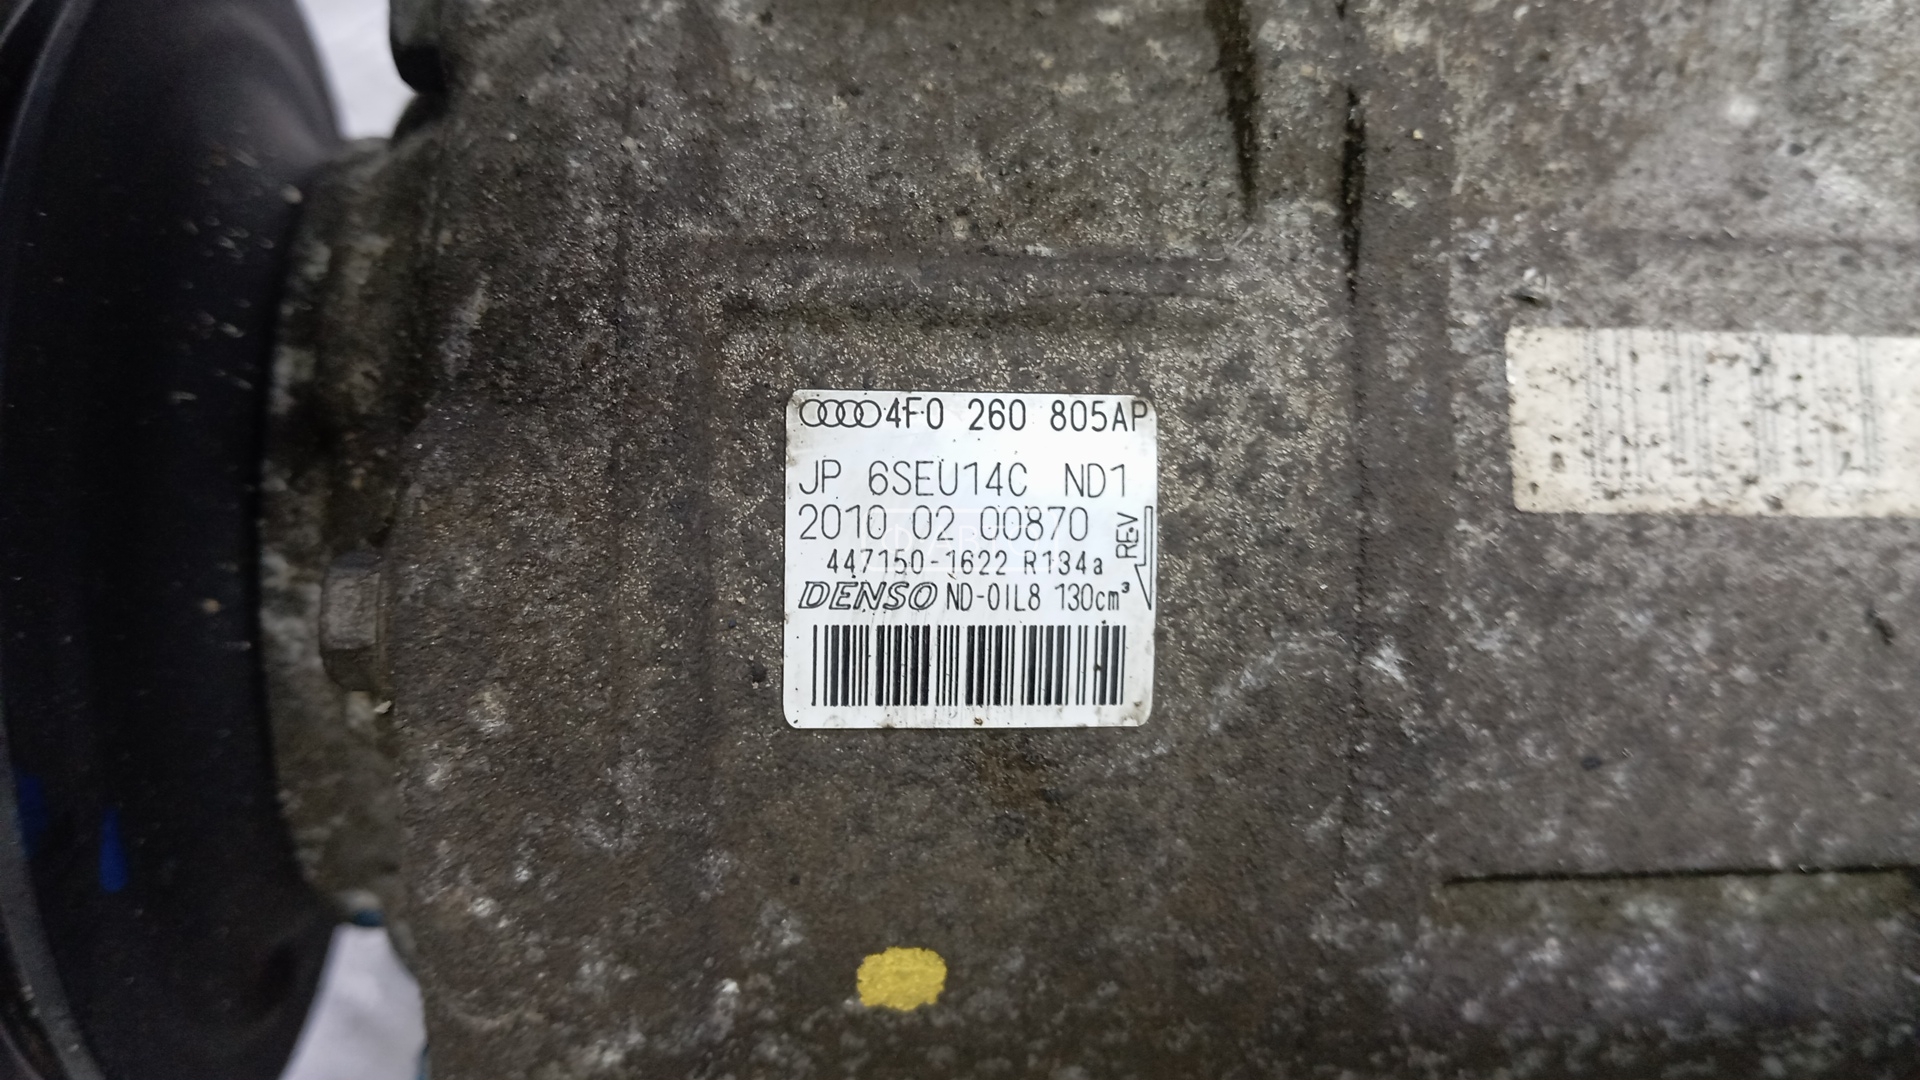 4F0 260 805AP
JP 6SEU14C ND1
2010 02 00870
REV
447150-1622 R134a
DENSO ND-OIL8 130cm³